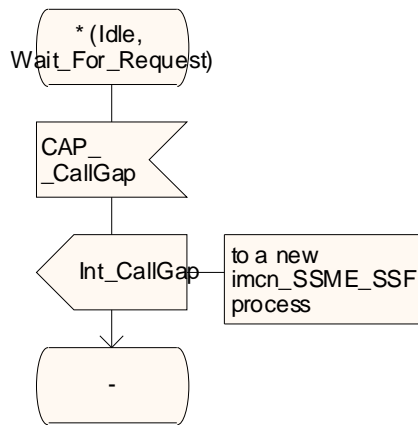 * (Idle,
Wait_For_Request)
CAP_
_CallGap
Int_CallGap
to a new
imcn_SSME_SSF
process
-